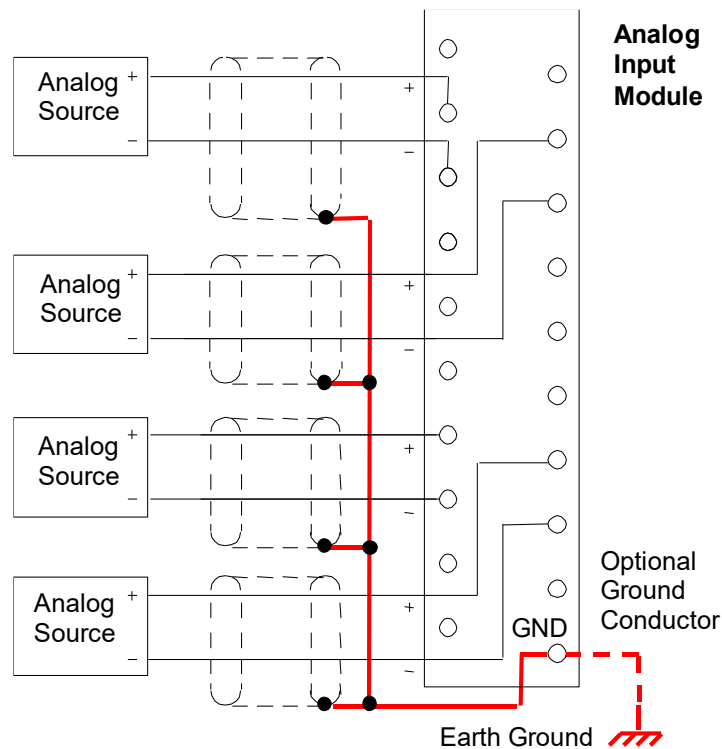 Analog
Source
+
–
+
–
Analog
Input
Module
Analog
Source
+
–
+
–
Analog
Source
+
–
+
–
Analog
Source
+
–
+
–
Optional
Ground
Conductor
GND
Earth Ground